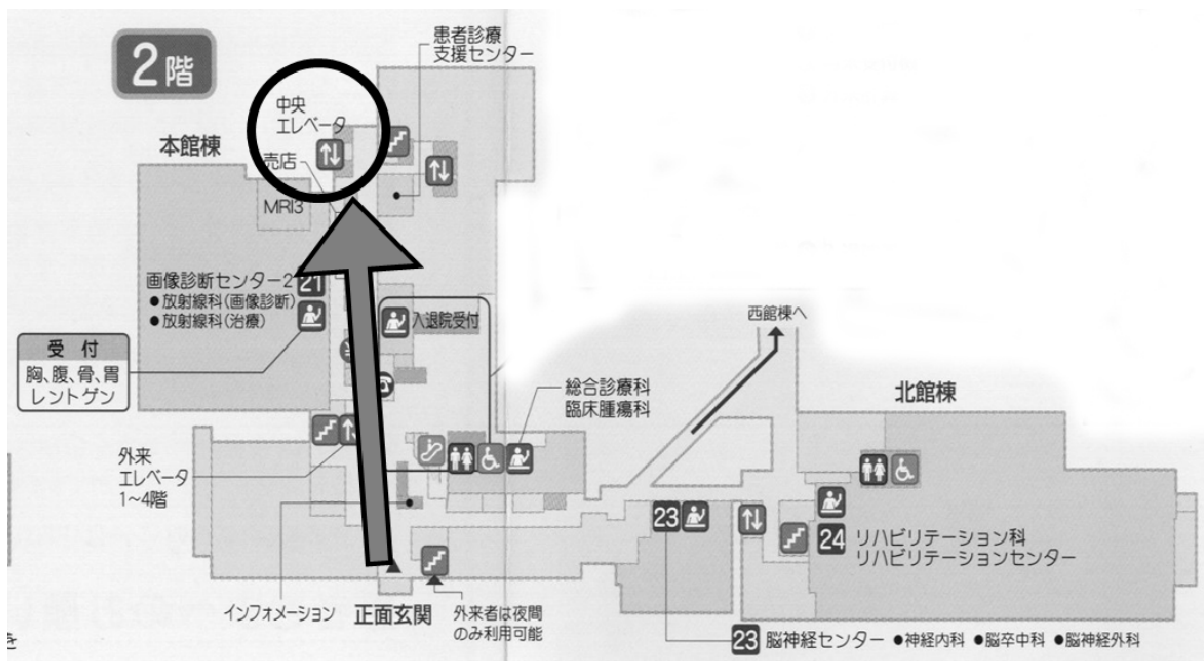 2階
患者診療
支援センター
中央
エレベータ
本館棟
売店
MRI3
画像診断センター2 21
●放射線科(画像診断)
●放射線科(治療)
入退院受付
西館棟へ
受付
胸、腹、骨、胃
レントゲン
総合診療科
臨床腫瘍科
北館棟
外来
エレベータ
1~4階
23
24 リハビリテーション科
リハビリテーションセンター
インフォメーション
正面玄関
外来者は夜間
のみ利用可能
23 脳神経センター ●神経内科 ●脳卒中科 ●脳神経外科
き